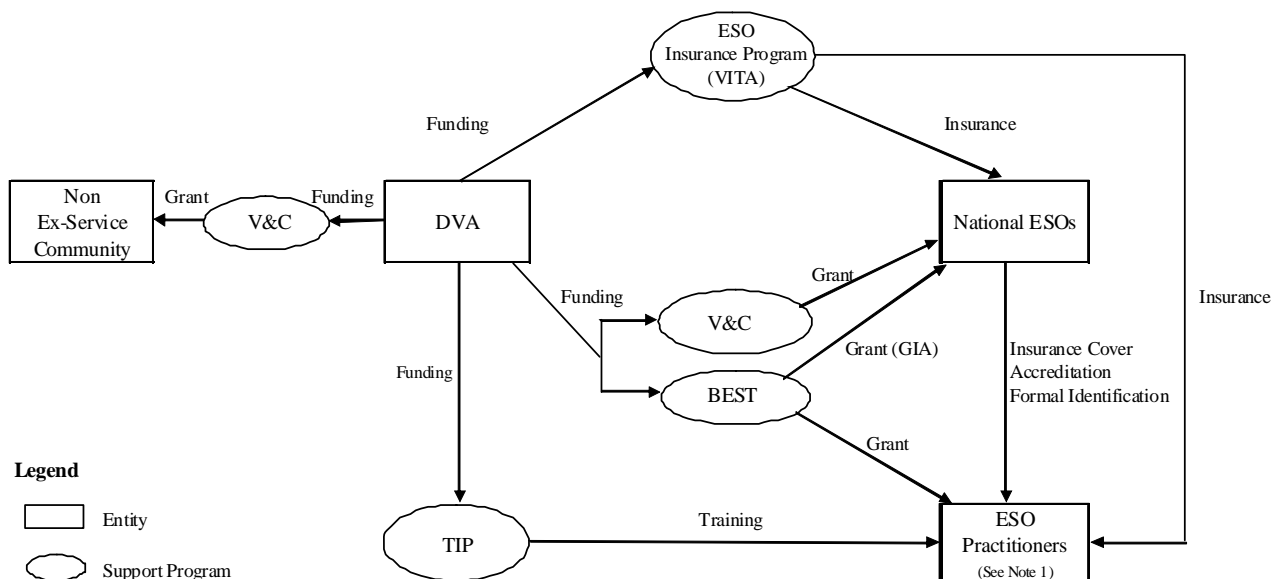 ESO
Insurance Program
(VITA)
Funding
Insurance
Non
Ex-Service
Community
Grant
V&C
Funding
DVA
National ESOs
Grant
Funding
V&C
Insurance
Grant (GIA)
Insurance Cover
Accreditation
Formal Identification
Funding
BEST
Grant
Legend
Entity
Support Program
TIP
Training
ESO
Practitioners
(See Note 1)